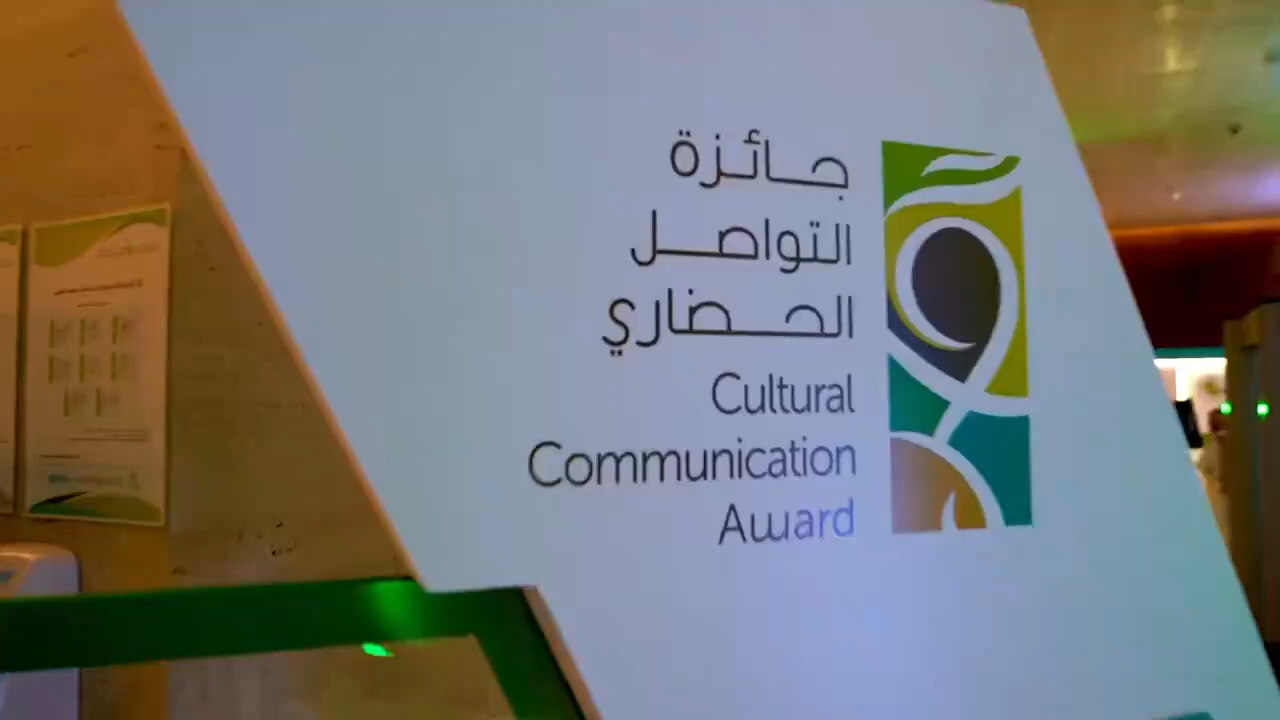 جائزة
التواصل
الحضاري
Cultural
Communication
Award